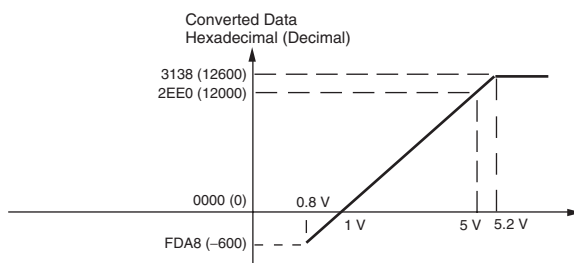 Converted Data
Hexadecimal (Decimal)
3138 (12600)
2EE0 (12000)
0000 (0)
0.8 V
1 V
5 V
5.2 V
FDA8 (–600)